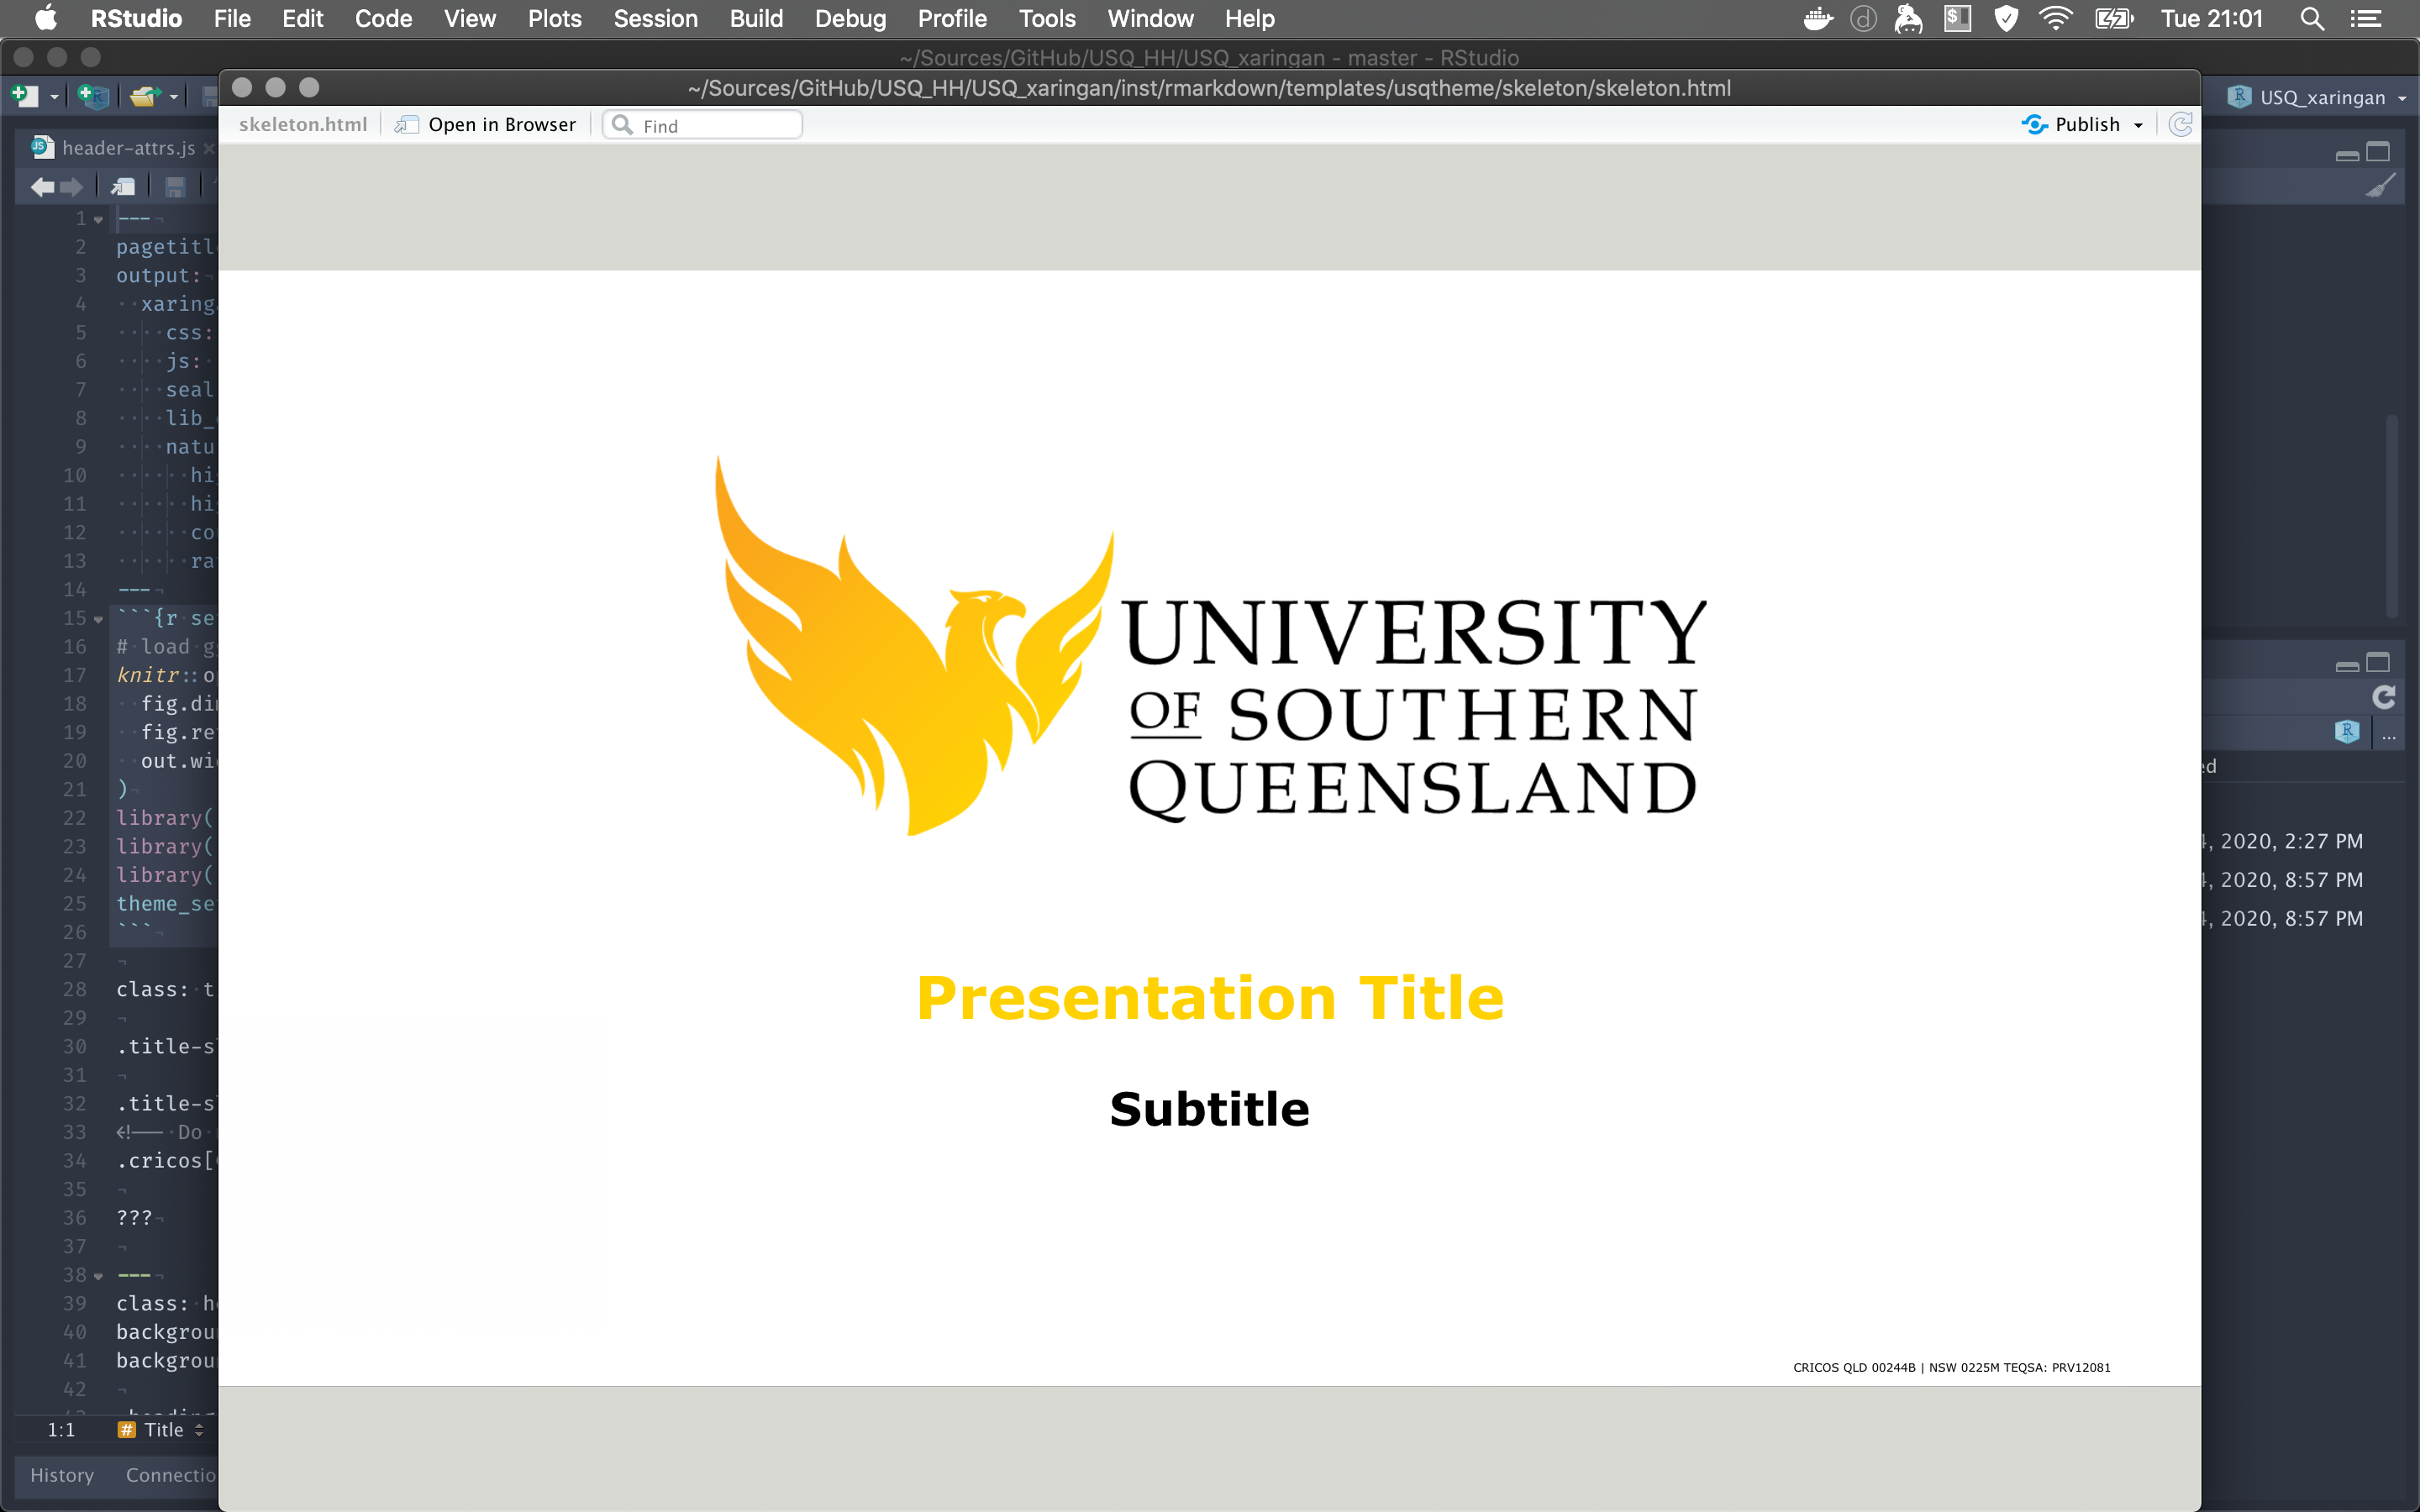 RStudio File Edit Code View Plots Session Build Debug Profile Tools Window Help Tue 21:01
~/Sources/GitHub/USQ_HH/USQ_xaringan - master - RStudio
~/Sources/GitHub/USQ_HH/USQ_xaringan/inst/rmarkdown/templates/usqtheme/skeleton/skeleton.html
USQ_xaringan
skeleton.html Open in Browser Find Publish
header-attrs.js
1 ---
2 pagetitl
3 output:
4 xaring
5 css:
6 js:
7 seal
8 lib_
9 natu
10 hi
11 hi
12 co
13 ra
14 ---
15 ```{r se
16 # load g
17 knitr::o
18 fig.di
19 fig.re
20 out.wi
21 )
22 library(
23 library(
24 library(
25 theme_se
26 ```
27
28 class: t
29
30 .title-s
31
32 .title-s
33 <!-- Do
34 .cricos[
35
36 ???
37
38 ---
39 class: h
40 backgrou
41 backgrou
42
1:1 # Title
History Connectio
UNIVERSITY
OF SOUTHERN
QUEENSLAND
Presentation Title
Subtitle
CRICOS QLD 00244B | NSW 0225M TEQSA: PRV12081
...
ed
4, 2020, 2:27 PM
4, 2020, 8:57 PM
4, 2020, 8:57 PM